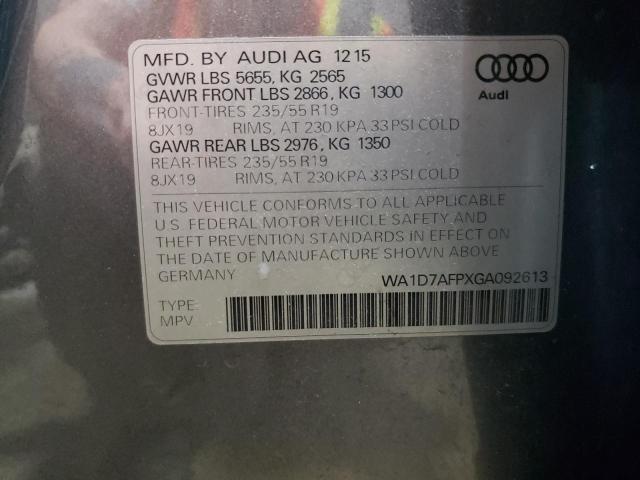 MFD. BY AUDI AG 12 15
GVWR LBS 5655, KG 2565
GAWR FRONT LBS 2866, KG 1300
FRONT-TIRES 235/55 R19
8JX19 RIMS, AT 230 KPA 33 PSI COLD
GAWR REAR LBS 2976, KG 1350
REAR-TIRES 235/55 R19
8JX19 RIMS, AT 230 KPA 33 PSI COLD
Audi
THIS VEHICLE CONFORMS TO ALL APPLICABLE
U.S. FEDERAL MOTOR VEHICLE SAFETY AND
THEFT PREVENTION STANDARDS IN EFFECT ON
THE DATE OF MANUFACTURE SHOWN ABOVE
GERMANY
WA1D7AFPXGA092613
TYPE:
MPV